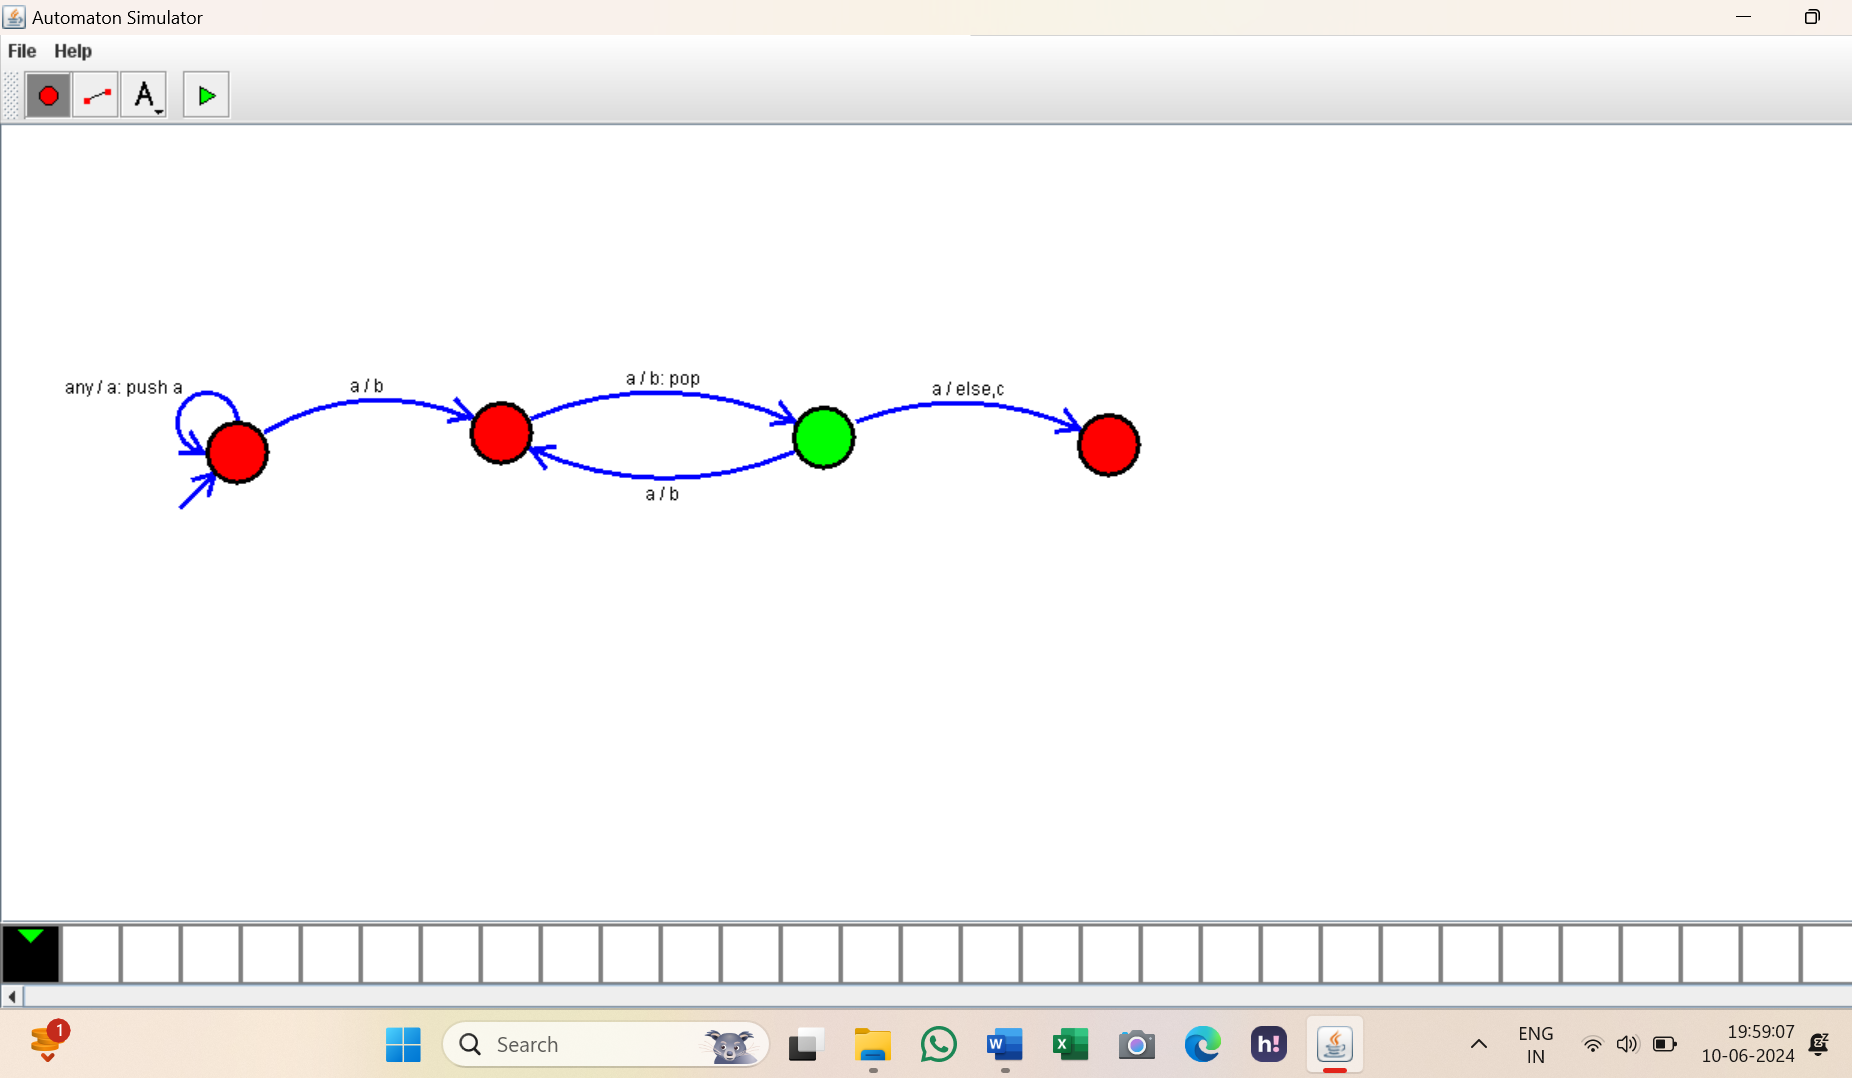 Automaton Simulator
File Help
A
any / a: push a
a / b
a / b: pop
a / else,c
a / b
1
Search
W
X
h!
ENG
IN
19:59:07
10-06-2024